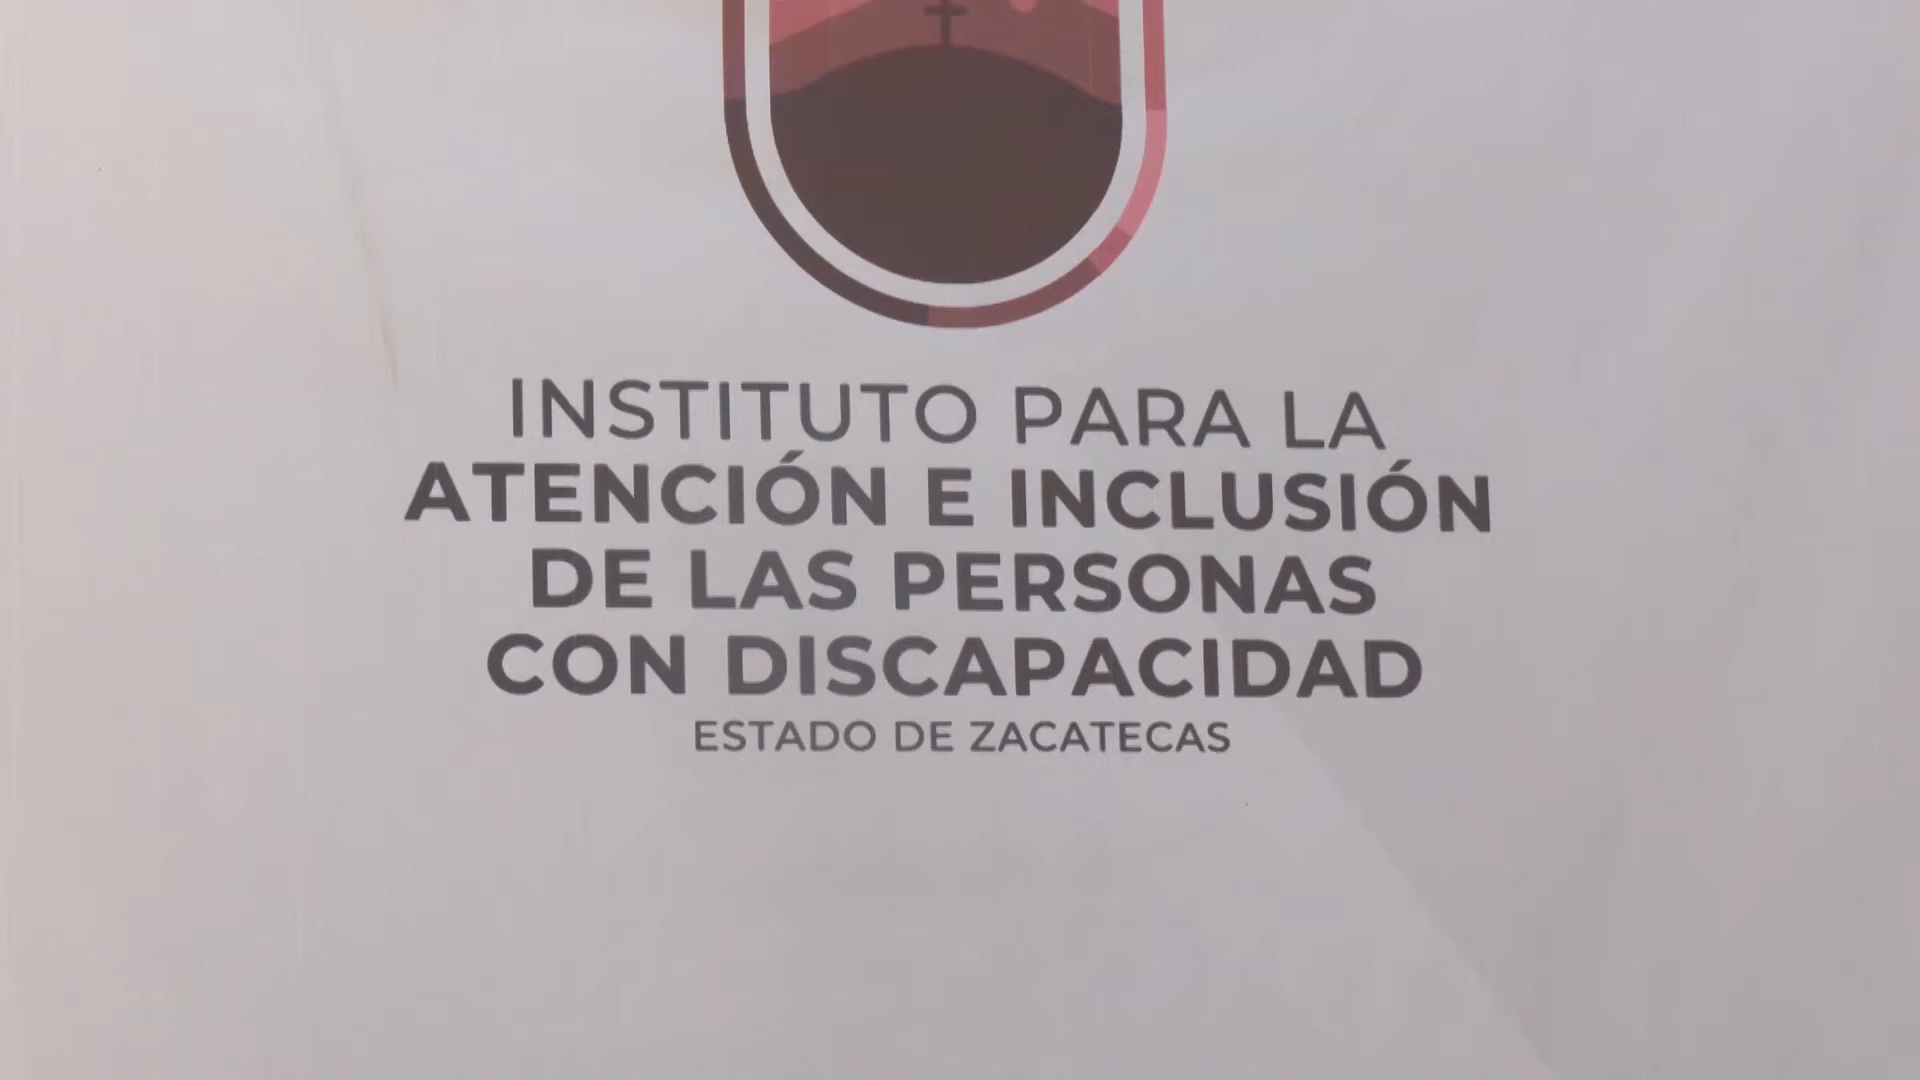 INSTITUTO PARA LA
ATENCIÓN E INCLUSIÓN
DE LAS PERSONAS
CON DISCAPACIDAD
ESTADO DE ZACATECAS